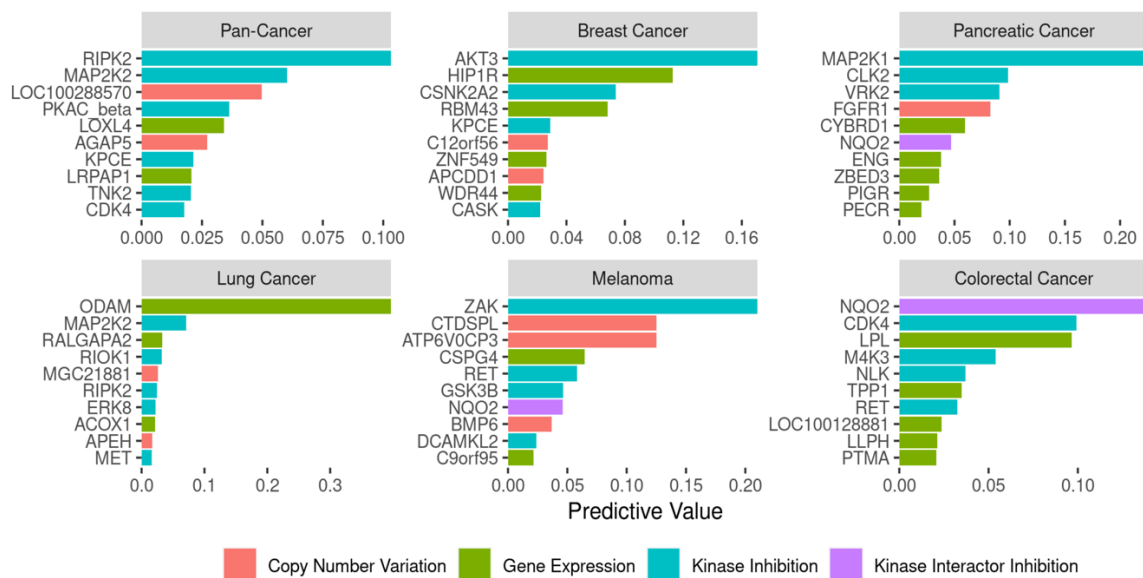 Pan-Cancer
RIPK2
MAP2K2
LOC100288570
PKAC_beta
LOXL4
AGAP5
KPCE
LRPAP1
TNK2
CDK4
0.000 0.025 0.050 0.075 0.100
Breast Cancer
AKT3
HIP1R
CSNK2A2
RBM43
KPCE
C12orf56
ZNF549
APCDD1
WDR44
CASK
0.00 0.04 0.08 0.12 0.16
Pancreatic Cancer
MAP2K1
CLK2
VRK2
FGFR1
CYBRD1
NQO2
ENG
ZBED3
PIGR
PECR
0.00 0.05 0.10 0.15 0.20
Lung Cancer
ODAM
MAP2K2
RALGAPA2
RIOK1
MGC21881
RIPK2
ERK8
ACOX1
APEH
MET
0.0 0.1 0.2 0.3
Melanoma
ZAK
CTDSPL
ATP6V0CP3
CSPG4
RET
GSK3B
NQO2
BMP6
DCAMKL2
C9orf95
0.00 0.05 0.10 0.15 0.20
Colorectal Cancer
NQO2
CDK4
LPL
M4K3
NLK
TPP1
RET
LOC100128881
LLPH
PTMA
0.00 0.05 0.10
Predictive Value
Copy Number Variation Gene Expression Kinase Inhibition Kinase Interactor Inhibition